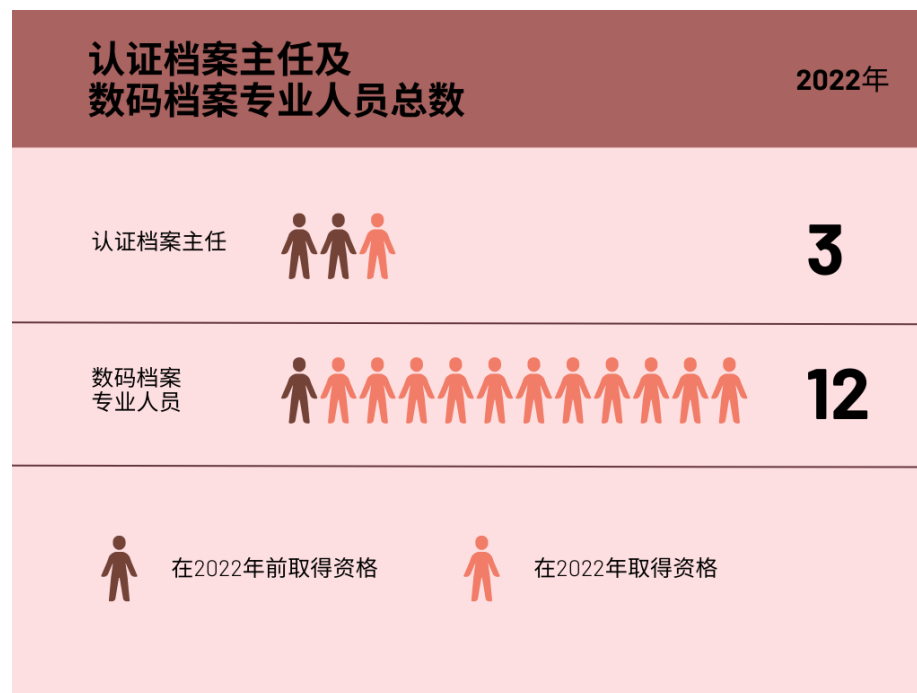 认证档案主任及
数码档案专业人员总数
2022年
认证档案主任
3
数码档案
专业人员
12
在2022年前取得资格
在2022年取得资格